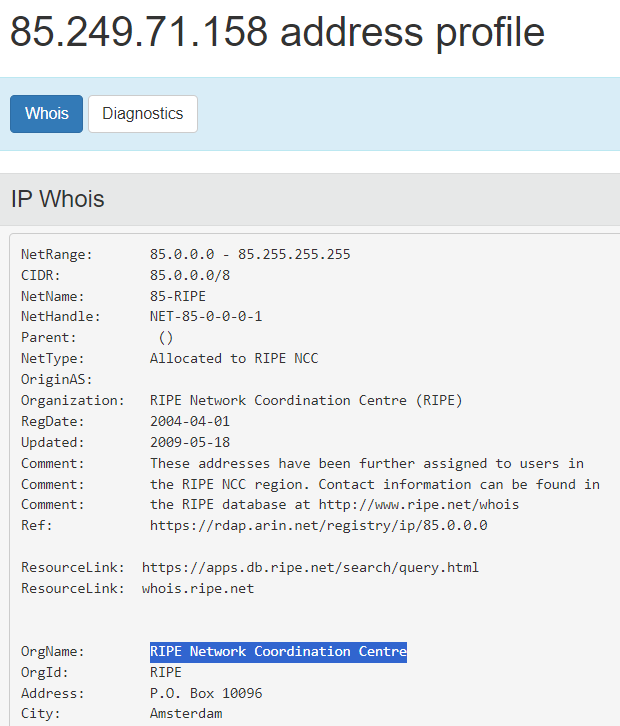 85.249.71.158 address profile
Whois Diagnostics
IP Whois
NetRange: 85.0.0.0 - 85.255.255.255
CIDR: 85.0.0.0/8
NetName: 85-RIPE
NetHandle: NET-85-0-0-0-1
Parent: ()
NetType: Allocated to RIPE NCC
OriginAS:
Organization: RIPE Network Coordination Centre (RIPE)
RegDate: 2004-04-01
Updated: 2009-05-18
Comment: These addresses have been further assigned to users in
Comment: the RIPE NCC region. Contact information can be found in
Comment: the RIPE database at http://www.ripe.net/whois
Ref: https://rdap.arin.net/registry/ip/85.0.0.0
ResourceLink: https://apps.db.ripe.net/search/query.html
ResourceLink: whois.ripe.net
OrgName: RIPE Network Coordination Centre
OrgId: RIPE
Address: P.O. Box 10096
City: Amsterdam